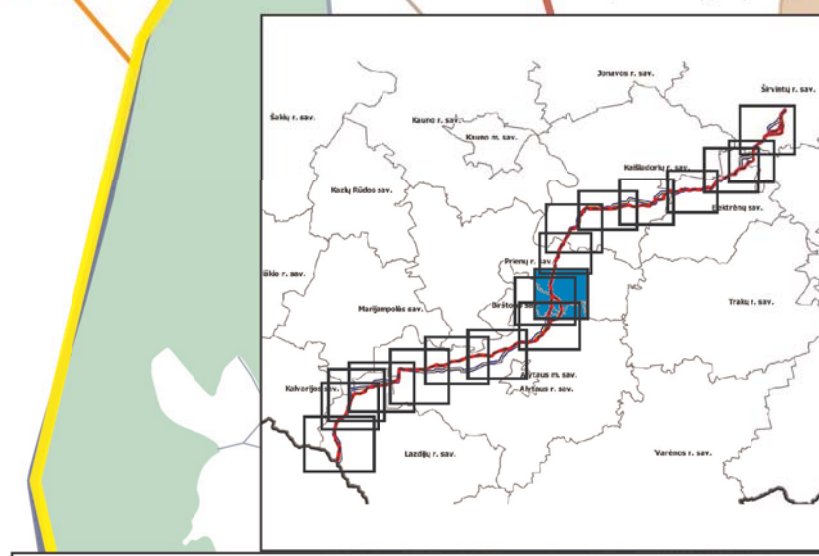 Jonavos r. sav.
Širvintų r. sav.
Šakių r. sav.
Kauno r. sav.
Kauno m. sav.
Kaišiadorių r. sav.
Kazlų Rūdos sav.
Elektrėnų sav.
Prienų r. sav.
r. sav.
Trakų r. sav.
Marijampolės sav.
Alytaus m. sav.
Alytaus r. sav.
Kalvarijos sav.
Lazdijų r. sav.
Varėnos r. sav.